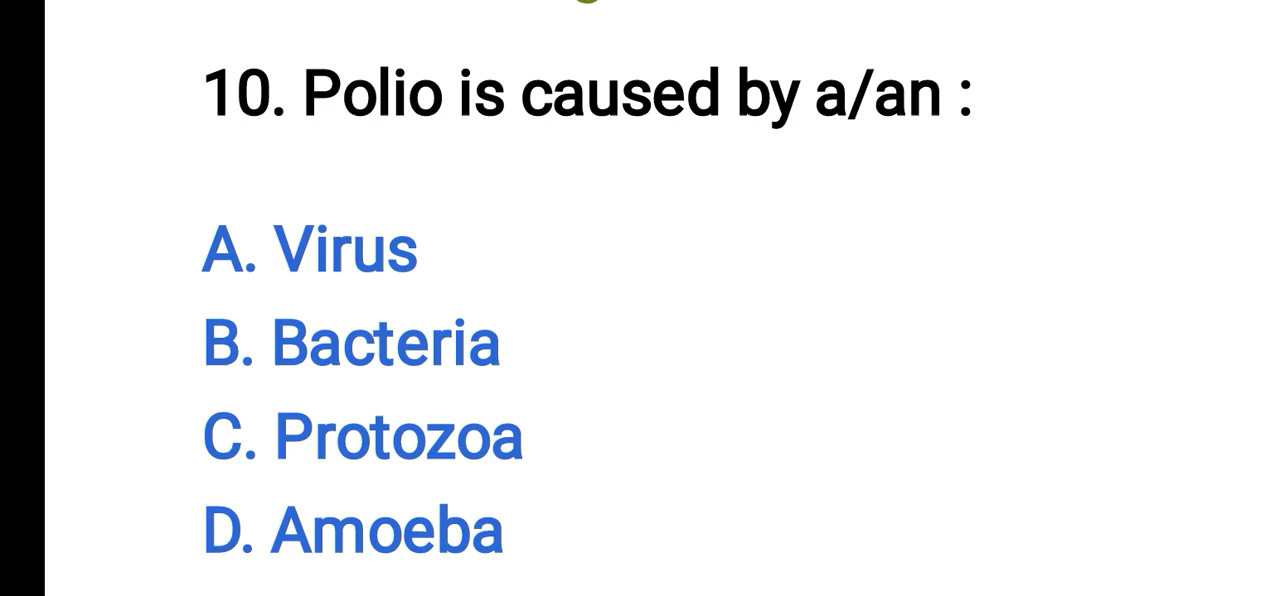 10. Polio is caused by a/an :
A. Virus
B. Bacteria
C. Protozoa
D. Amoeba